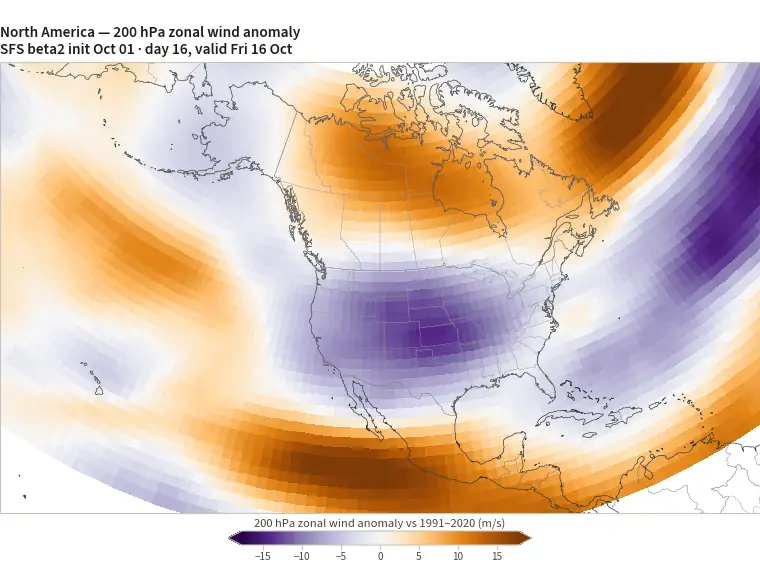 North America — 200 hPa zonal wind anomaly
SFS beta2 init Oct 01 · day 16, valid Fri 16 Oct
200 hPa zonal wind anomaly vs 1991–2020 (m/s)
−15 −10 −5 0 5 10 15